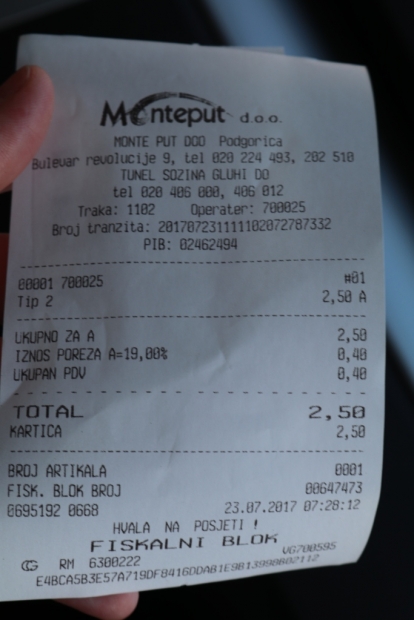 Monteput d.o.o.
MONTE PUT DOO Podgorica
Bulevar revolucije 9, tel 020 224 493, 202 510
TUNEL SOZINA GLUHI DO
tel 020 406 000, 406 012
Traka: 1102 Operater: 700025
Broj tranzita: 20170723111102072787332
PIB: 02462494
00001 700025 #01
Tip 2 2,50 A
UKUPNO ZA A 2,50
IZNOS POREZA A=19,00% 0,40
UKUPAN PDV 0,40
TOTAL 2,50
KARTICA 2,50
BROJ ARTIKALA 0001
FISK. BLOK BROJ 00647473
0695192 0668 23.07.2017 07:28:12
HVALA NA POSJETI !
FISKALNI BLOK
CG RM 6300222 VG700595